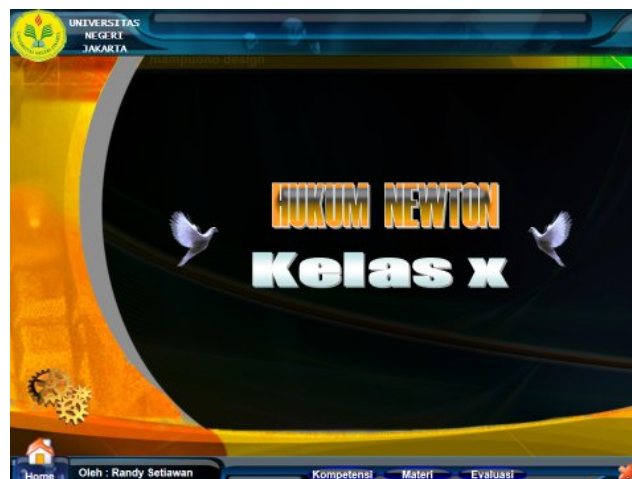 UNIVERSITAS
NEGERI
JAKARTA
mampuono design
HUKUM NEWTON
Kelas x
Home
Oleh : Randy Setiawan
Kompetensi
Materi
Evaluasi